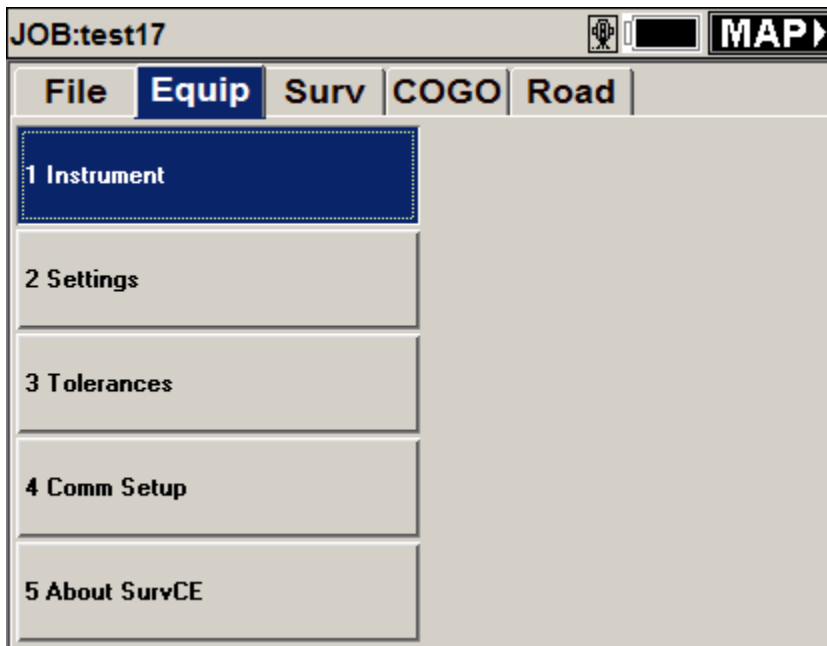 JOB:test17 MAP
File Equip Surv COGO Road
1 Instrument
2 Settings
3 Tolerances
4 Comm Setup
5 About SurvCE